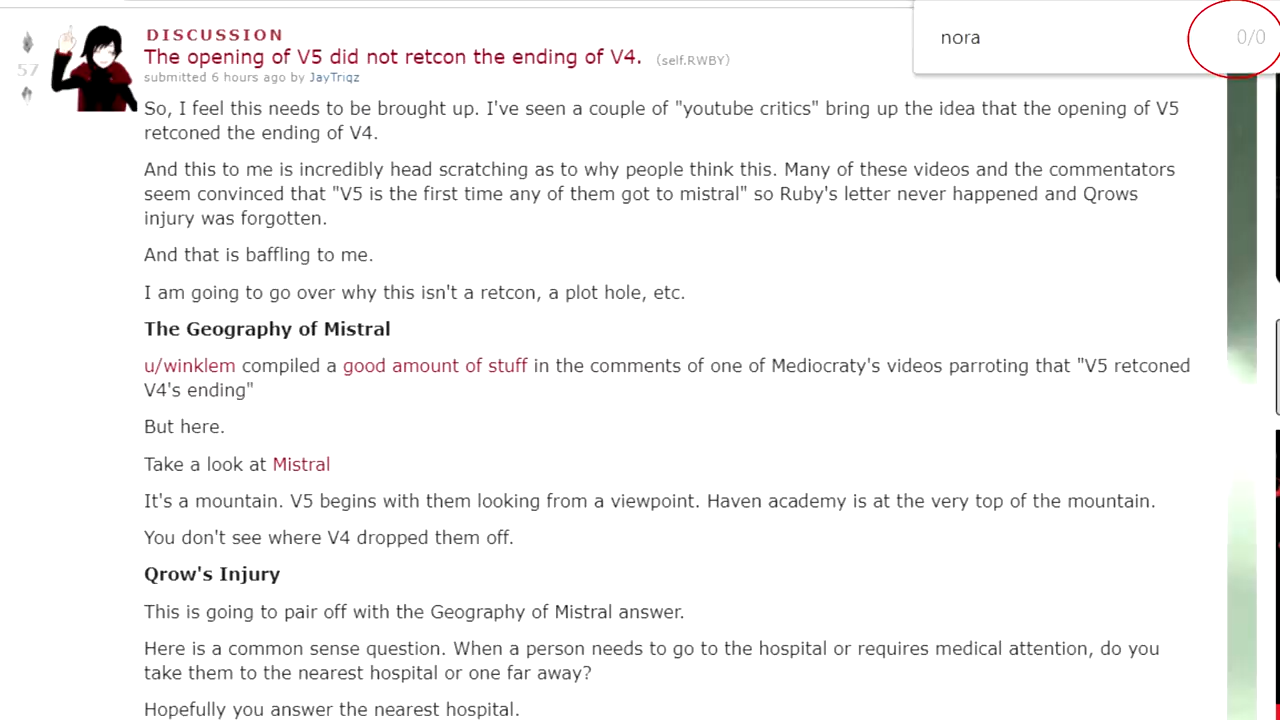 nora 0/0
DISCUSSION
The opening of V5 did not retcon the ending of V4. (self.RWBY)
57
submitted 6 hours ago by JayTriqz
So, I feel this needs to be brought up. I've seen a couple of "youtube critics" bring up the idea that the opening of V5
retconed the ending of V4.
And this to me is incredibly head scratching as to why people think this. Many of these videos and the commentators
seem convinced that "V5 is the first time any of them got to mistral" so Ruby's letter never happened and Qrows
injury was forgotten.
And that is baffling to me.
I am going to go over why this isn't a retcon, a plot hole, etc.
The Geography of Mistral
u/winklem compiled a good amount of stuff in the comments of one of Mediocraty's videos parroting that "V5 retconed
V4's ending"
But here.
Take a look at Mistral
It's a mountain. V5 begins with them looking from a viewpoint. Haven academy is at the very top of the mountain.
You don't see where V4 dropped them off.
Qrow's Injury
This is going to pair off with the Geography of Mistral answer.
Here is a common sense question. When a person needs to go to the hospital or requires medical attention, do you
take them to the nearest hospital or one far away?
Hopefully you answer the nearest hospital.